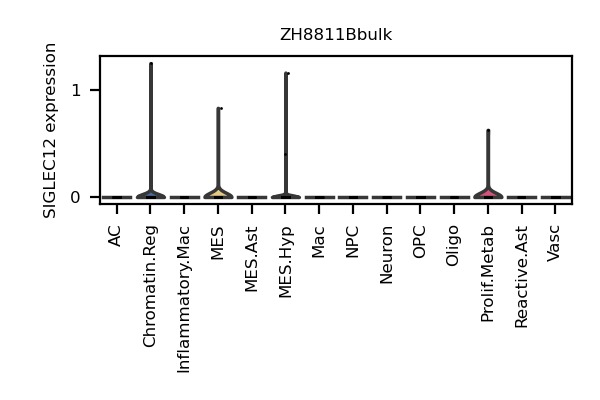 ZH8811Bbulk
SIGLEC12 expression
1
0
AC
Chromatin.Reg
Inflammatory.Mac
MES
MES.Ast
MES.Hyp
Mac
NPC
Neuron
OPC
Oligo
Prolif.Metab
Reactive.Ast
Vasc